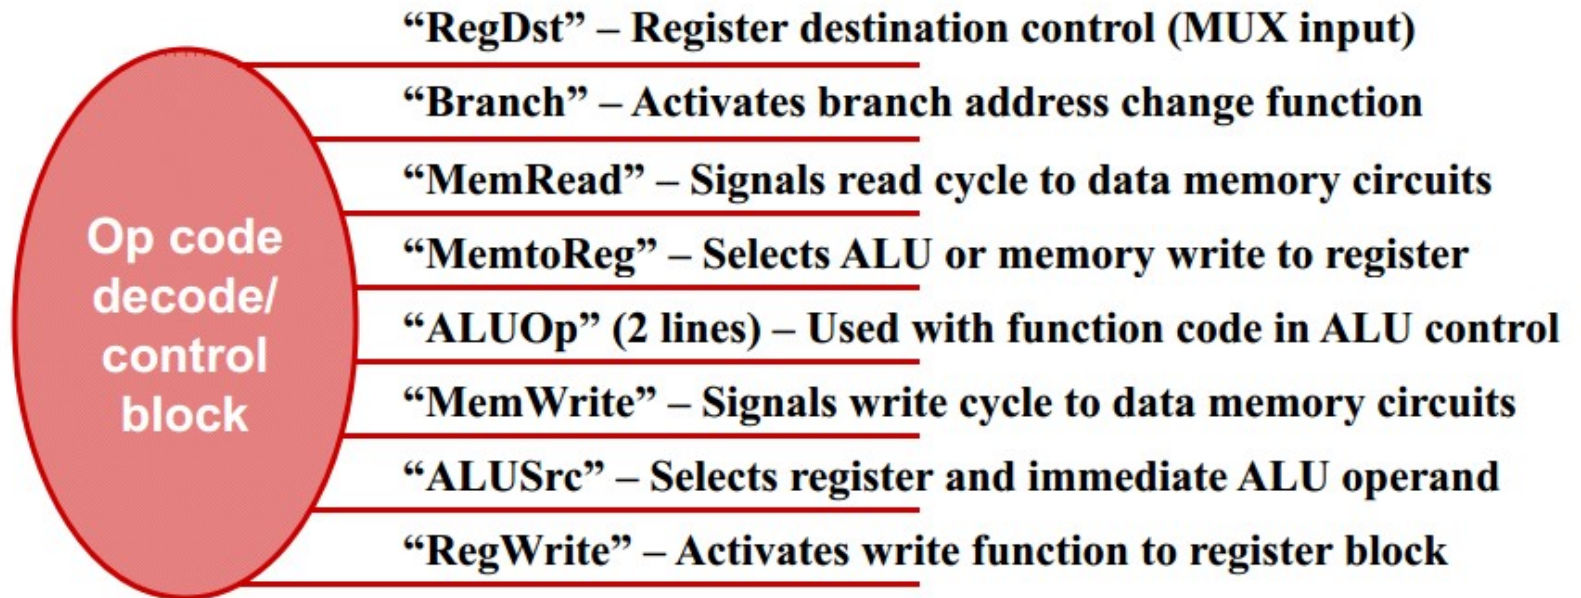 “RegDst” – Register destination control (MUX input)
“Branch” – Activates branch address change function
“MemRead” – Signals read cycle to data memory circuits
“MemtoReg” – Selects ALU or memory write to register
“ALUOp” (2 lines) – Used with function code in ALU control
“MemWrite” – Signals write cycle to data memory circuits
“ALUSrc” – Selects register and immediate ALU operand
“RegWrite” – Activates write function to register block
Op code
decode/
control
block